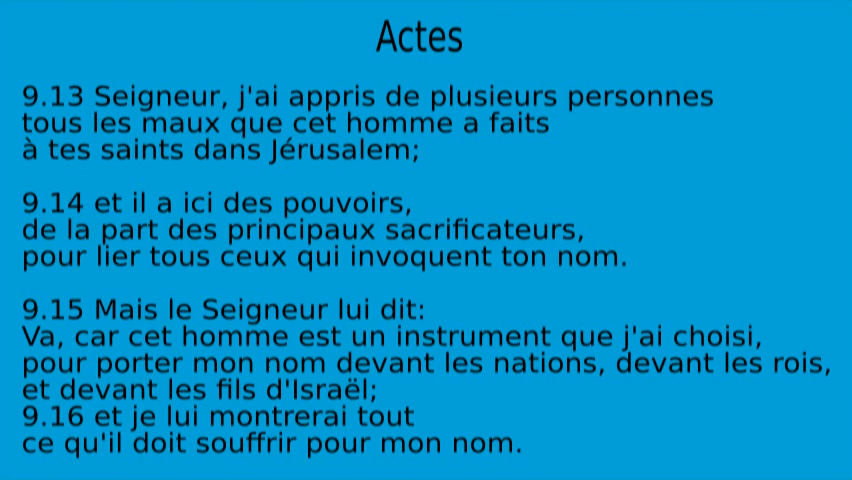 Actes
9.13 Seigneur, j'ai appris de plusieurs personnes
tous les maux que cet homme a faits
à tes saints dans Jérusalem;
9.14 et il a ici des pouvoirs,
de la part des principaux sacrificateurs,
pour lier tous ceux qui invoquent ton nom.
9.15 Mais le Seigneur lui dit:
Va, car cet homme est un instrument que j'ai choisi,
pour porter mon nom devant les nations, devant les rois,
et devant les fils d'Israël;
9.16 et je lui montrerai tout
ce qu'il doit souffrir pour mon nom.